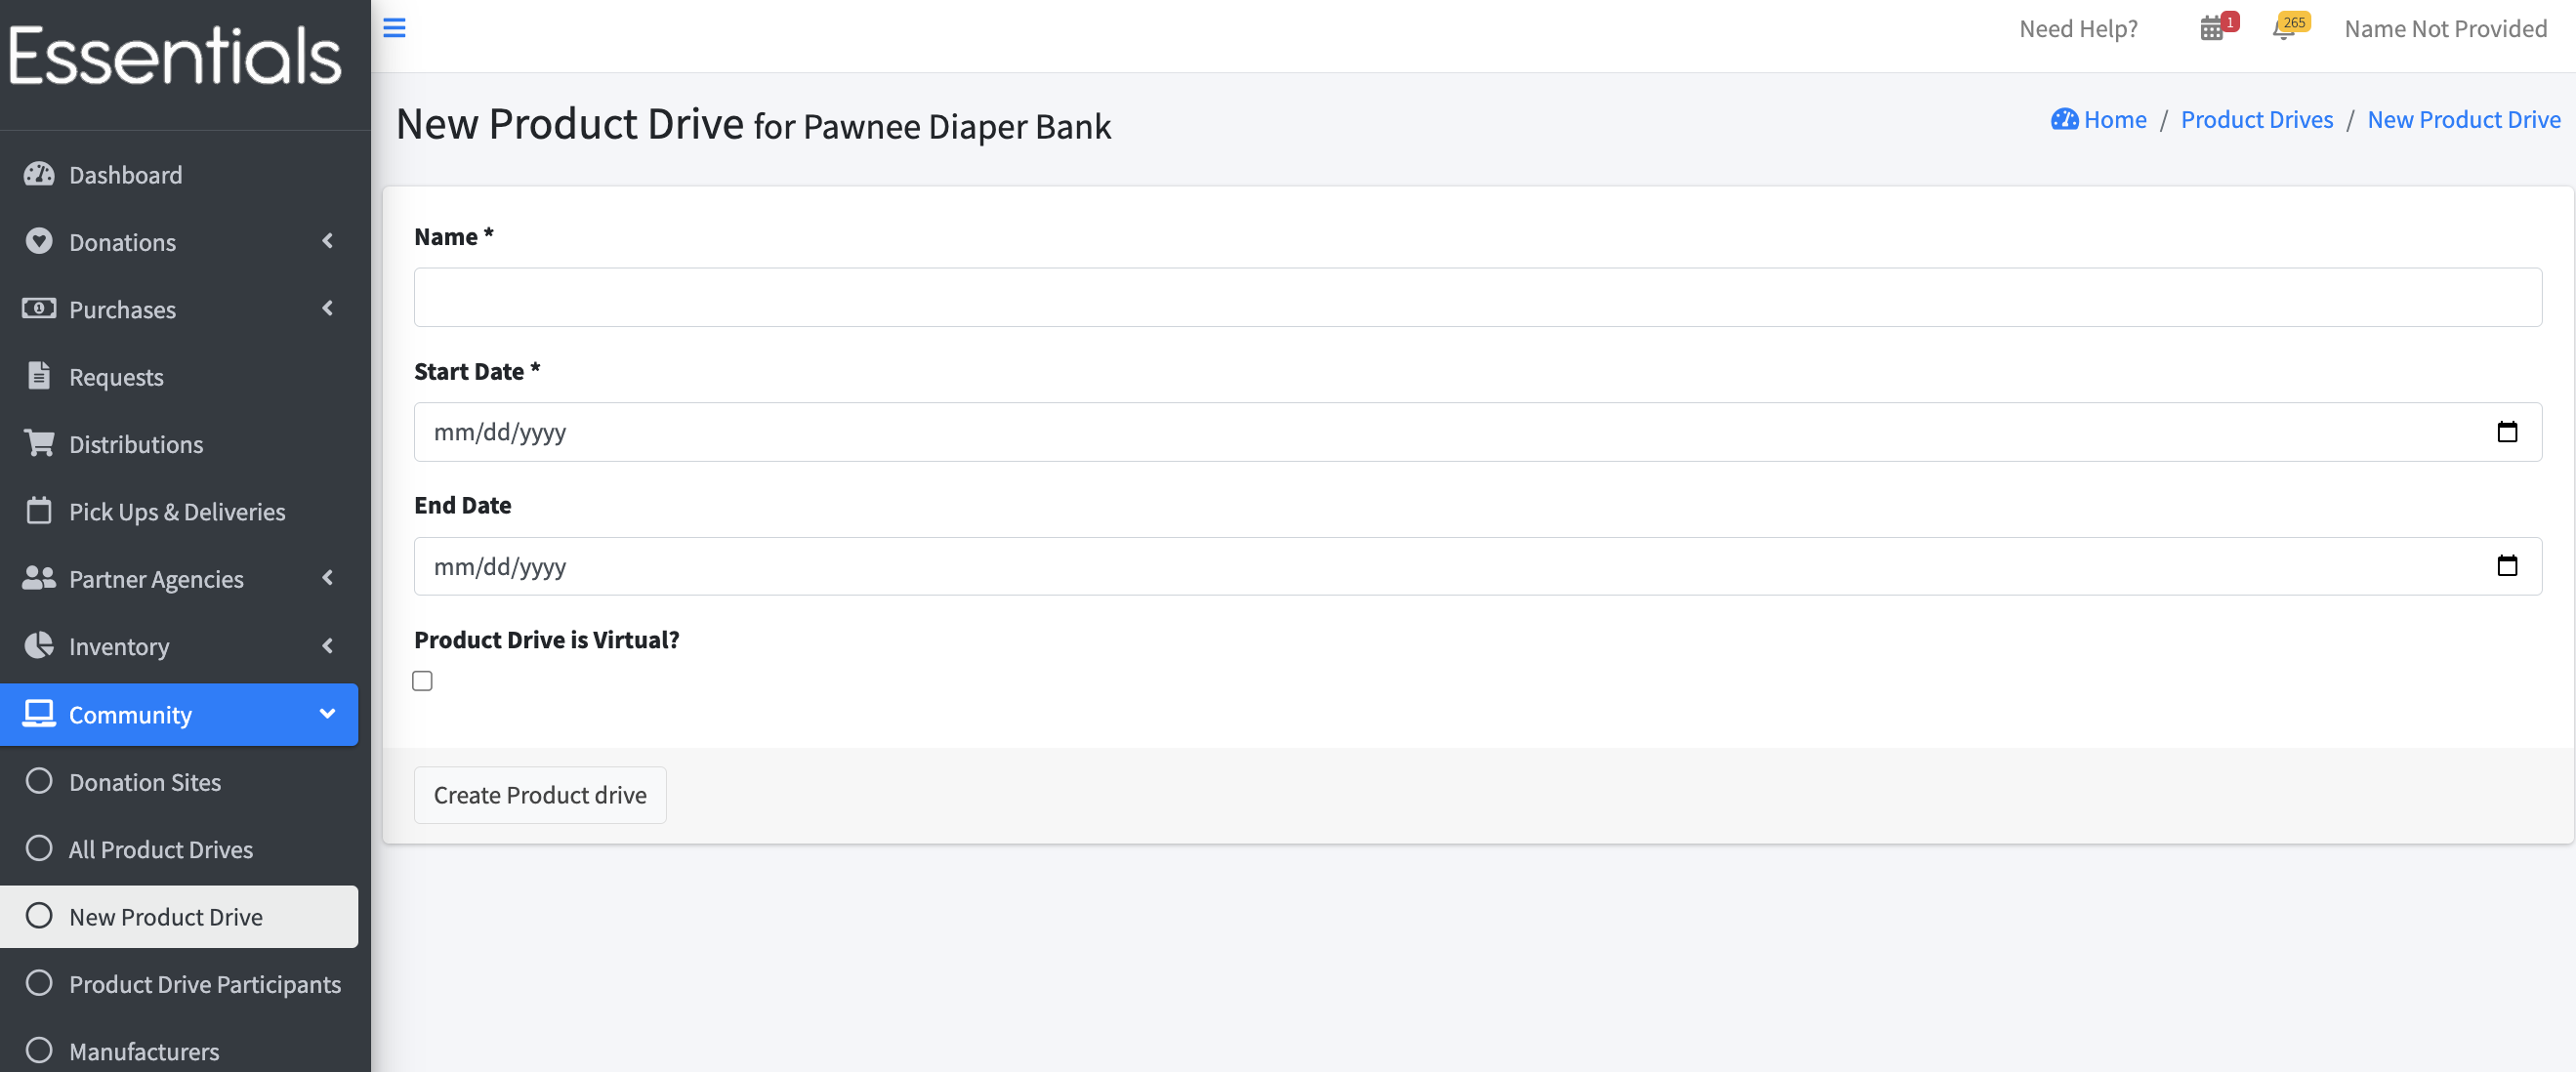 Essentials
Dashboard
Donations
Purchases
Requests
Distributions
Pick Ups & Deliveries
Partner Agencies
Inventory
Community
Donation Sites
All Product Drives
New Product Drive
Product Drive Participants
Manufacturers
Need Help?
1
265
Name Not Provided
New Product Drive for Pawnee Diaper Bank
Home / Product Drives / New Product Drive
Name *
Start Date *
mm/dd/yyyy
End Date
mm/dd/yyyy
Product Drive is Virtual?
Create Product drive